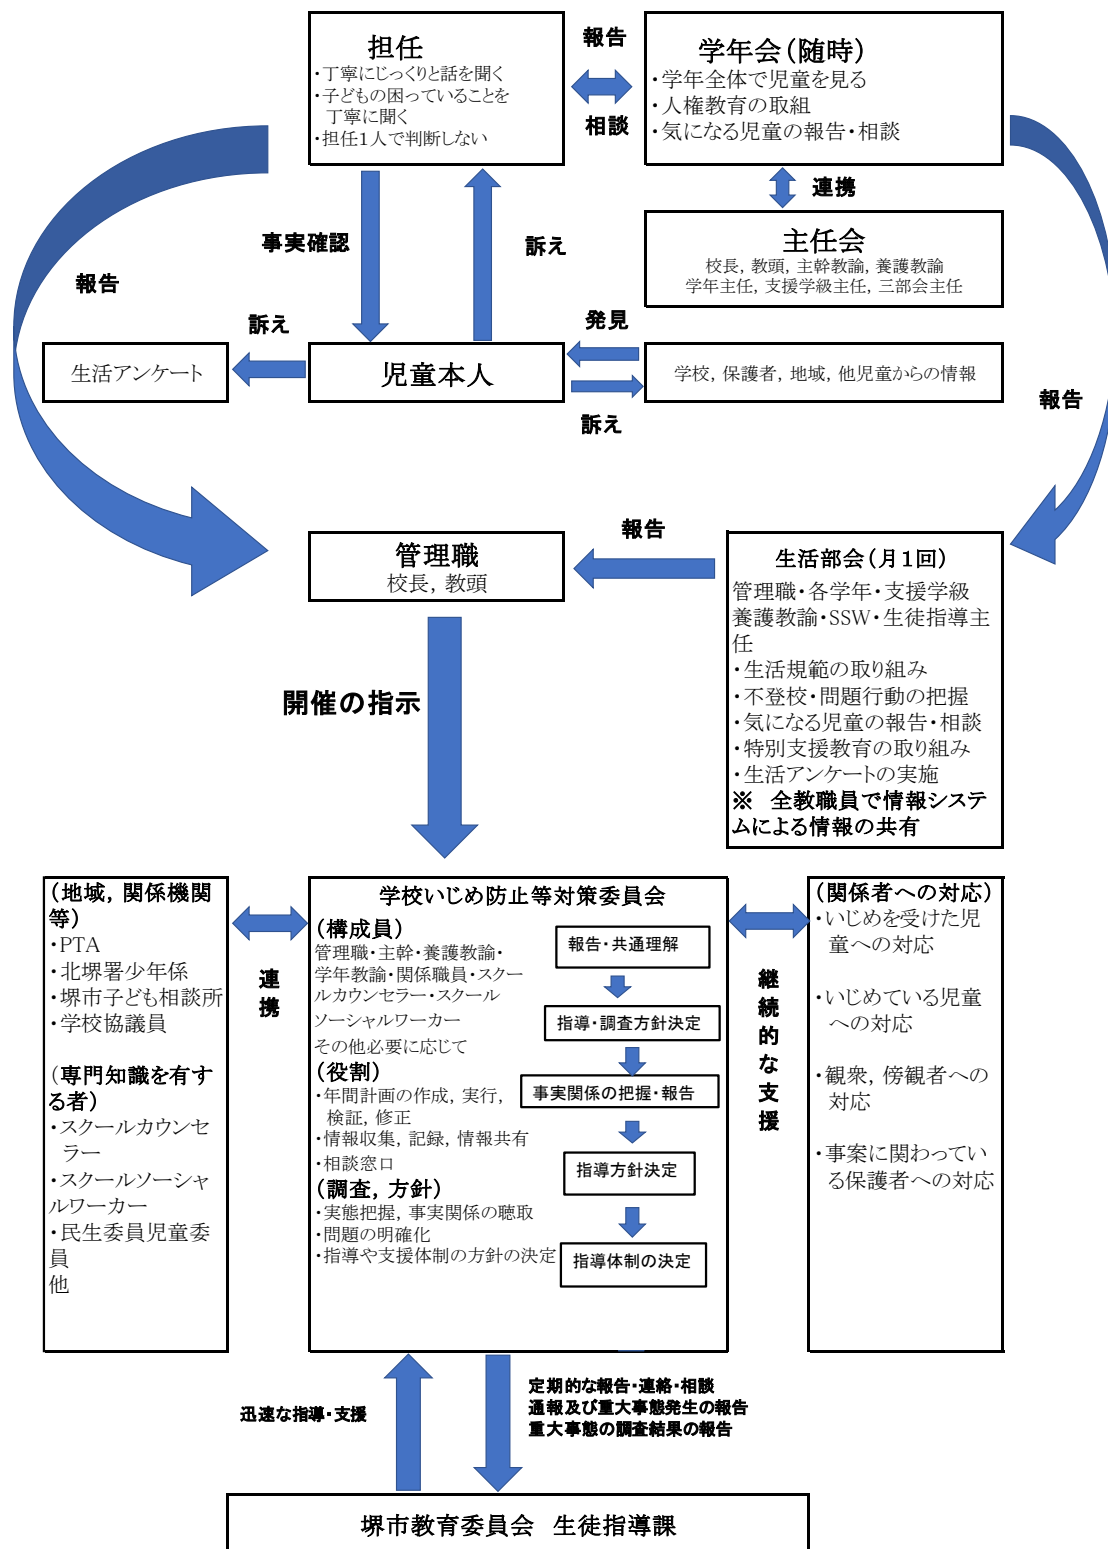 担任
・丁寧にじっくりと話を聞く
・子どもの困っていることを
丁寧に聞く
・担任1人で判断しない
報告
相談
学年会(随時)
・学年全体で児童を見る
・人権教育の取組
・気になる児童の報告・相談
連携
主任会
校長, 教頭, 主幹教諭, 養護教諭
学年主任, 支援学級主任, 三部会主任
事実確認
訴え
報告
訴え
生活アンケート
児童本人
発見
訴え
学校, 保護者, 地域, 他児童からの情報
報告
管理職
校長, 教頭
報告
生活部会(月1回)
管理職・各学年・支援学級
養護教諭・SSW・生徒指導主
任
・生活規範の取り組み
・不登校・問題行動の把握
・気になる児童の報告・相談
・特別支援教育の取り組み
・生活アンケートの実施
※ 全教職員で情報システ
ムによる情報の共有
開催の指示
(地域, 関係機関
等)
・PTA
・北堺署少年係
・堺市子ども相談所
・学校協議員
(専門知識を有す
る者)
・スクールカウンセ
ラー
・スクールソーシャ
ルワーカー
・民生委員児童委
員
他
連携
学校いじめ防止等対策委員会
(構成員)
管理職・主幹・養護教諭・
学年教諭・関係職員・スクー
ルカウンセラー・スクール
ソーシャルワーカー
その他必要に応じて
(役割)
・年間計画の作成, 実行,
検証, 修正
・情報収集, 記録, 情報共有
・相談窓口
(調査, 方針)
・実態把握, 事実関係の聴取
・問題の明確化
・指導や支援体制の方針の決定
報告・共通理解
指導・調査方針決定
事実関係の把握・報告
指導方針決定
指導体制の決定
継続的な支援
(関係者への対応)
・いじめを受けた児
童への対応
・いじめている児童
への対応
・観衆, 傍観者への
対応
・事案に関わってい
る保護者への対応
迅速な指導・支援
定期的な報告・連絡・相談
通報及び重大事態発生の報告
重大事態の調査結果の報告
堺市教育委員会 生徒指導課